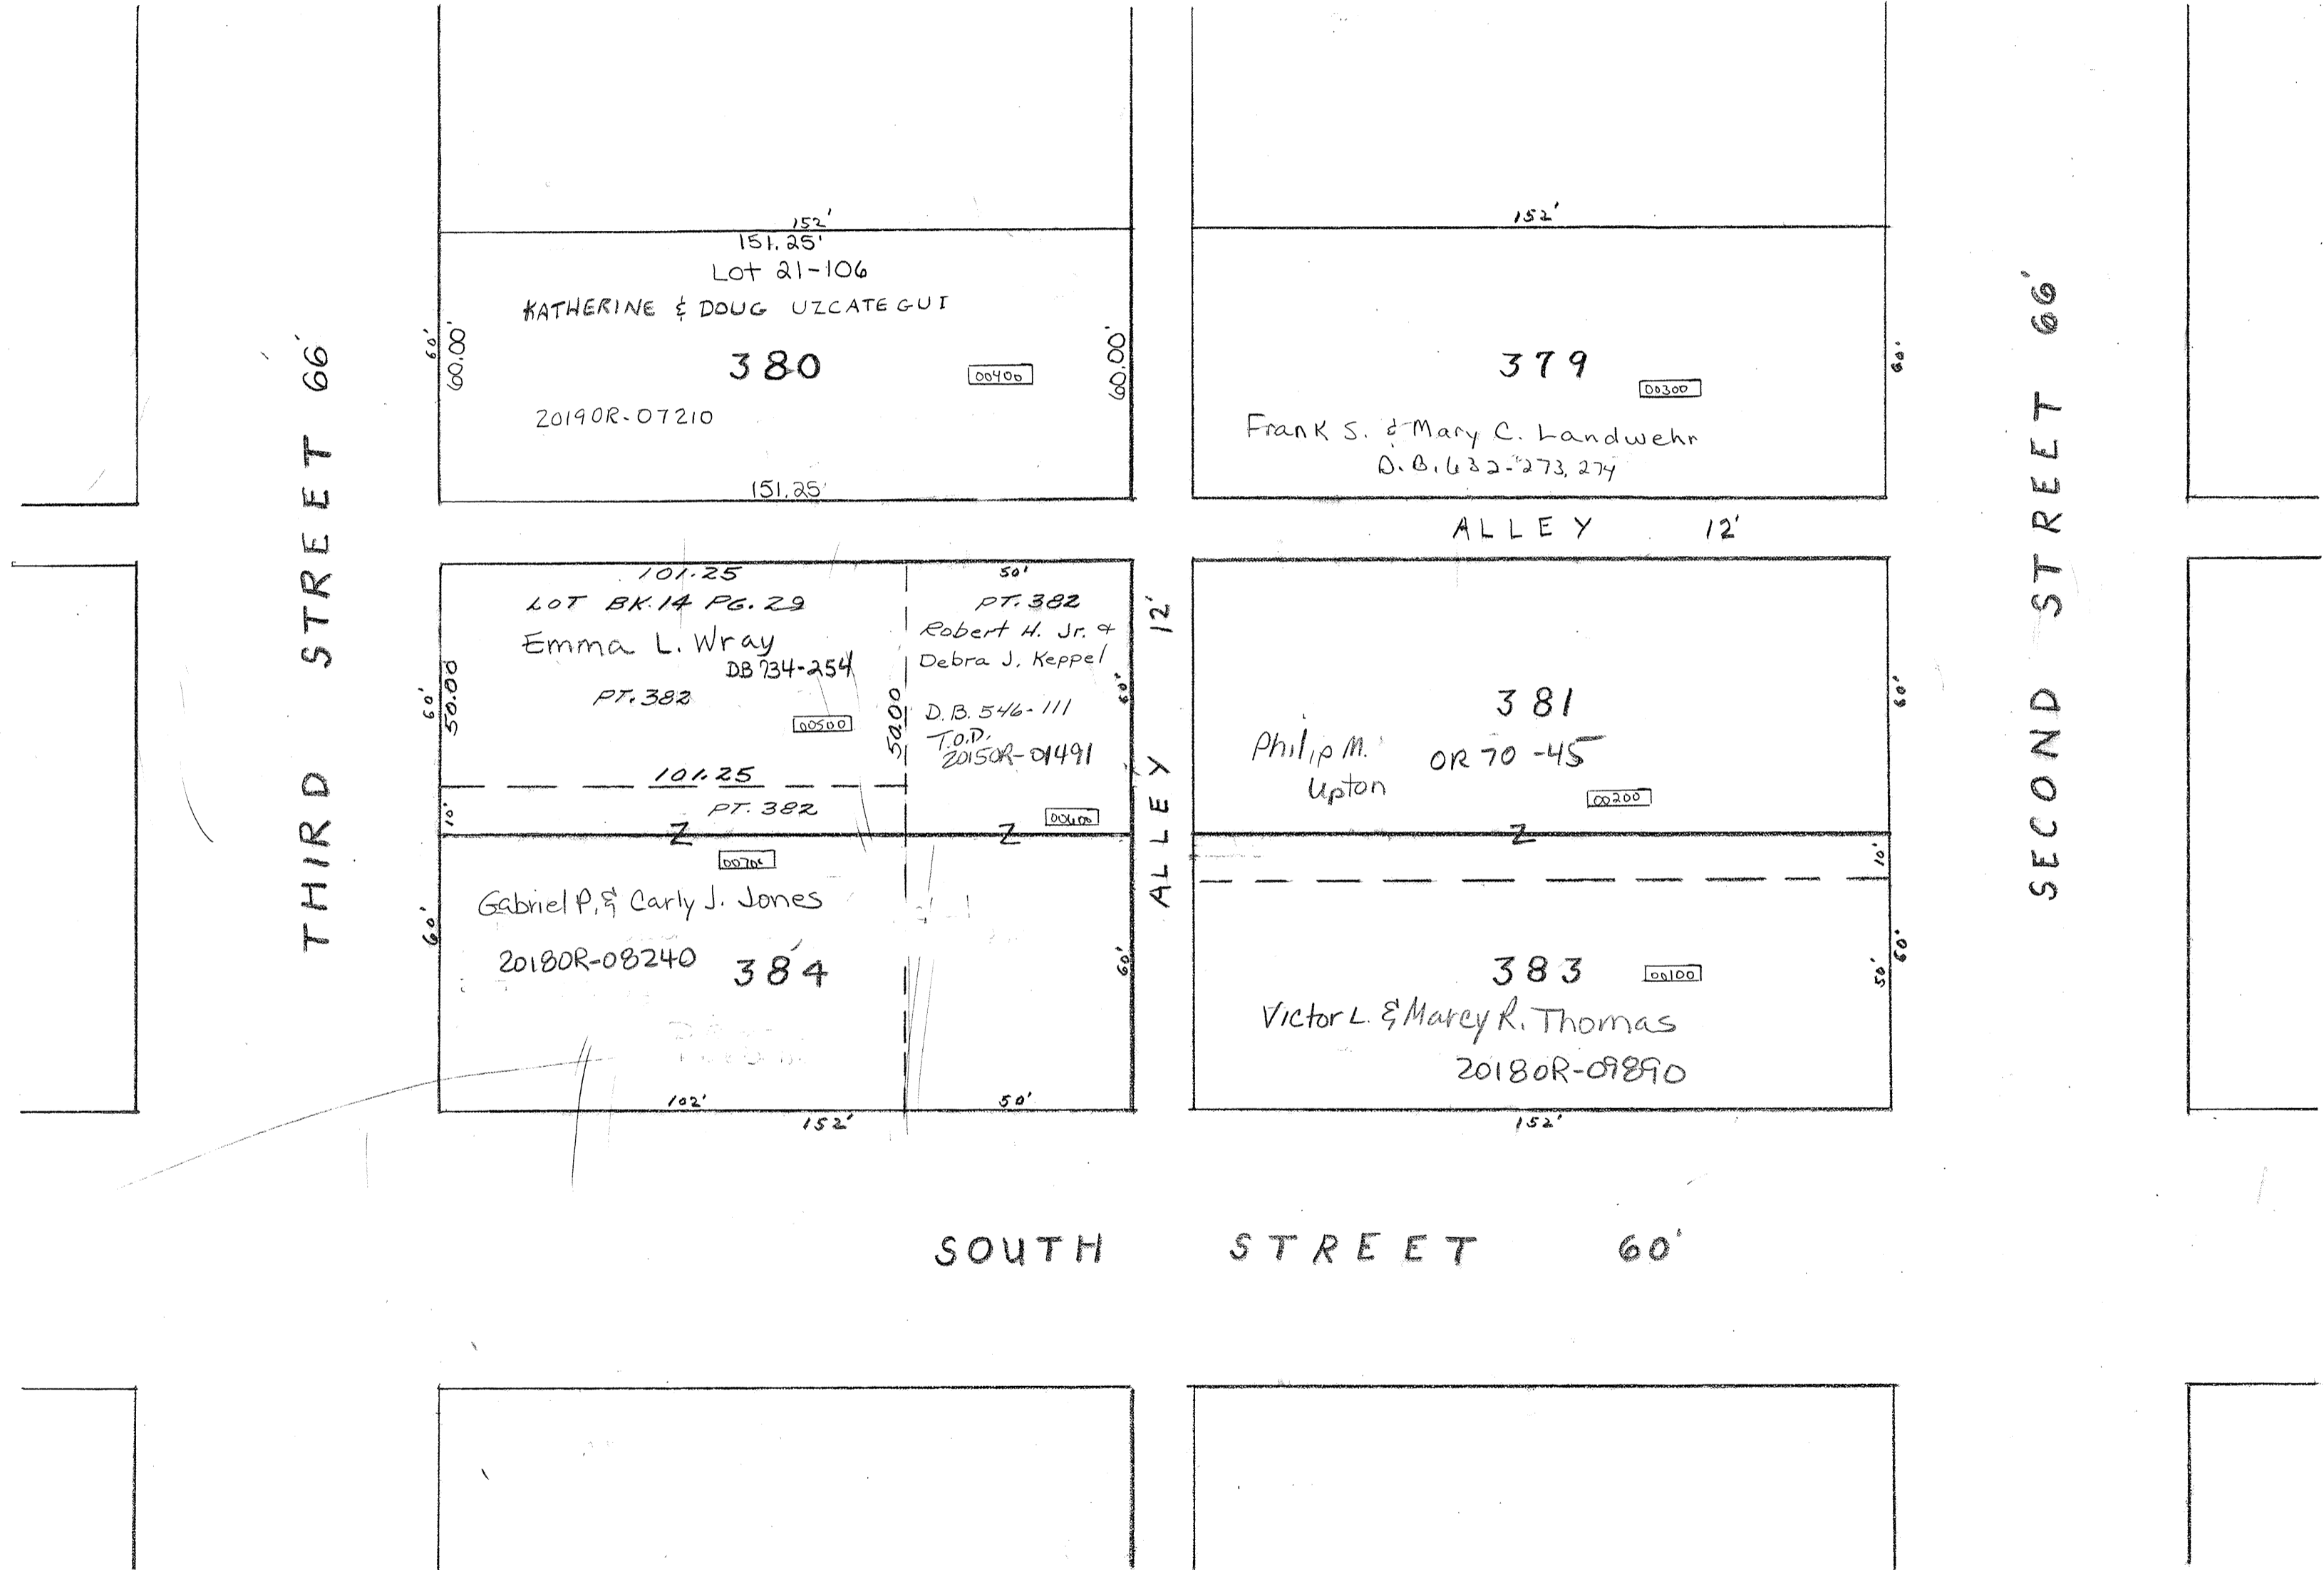 152'
151.25'
Lot 21-106
KATHERINE & DOUG UZCATEGUI
60'
60.00'
380
00400
60.00'
20190R-07210
151.25'
152'
379
00300
60'
Frank S. & Mary C. Landwehr
D.B. 632-273, 274
ALLEY 12'
THIRD STREET 66'
SECOND STREET 66'
101.25
LOT BK.14 PG.29
Emma L. Wray
DB 734-254
PT. 382
00500
60'
50.00
50.00
101.25
PT. 382
10'
50'
PT. 382
Robert H. Jr. &
Debra J. Keppel
60'
D.B. 546-111
T.O.D.
20150R-01491
00600
Z
Z
ALLEY 12'
381
Philip M.
Upton
OR 70-45
00200
60'
Z
00700
Gabriel P. & Carly J. Jones
20180R-08240
384
60'
60'
102'
50'
152'
10'
383
00100
50'
60'
Victor L. & Marcy R. Thomas
20180R-09890
152'
SOUTH STREET 60'